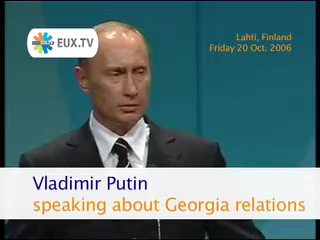 EUX.TV
Lahti, Finland
Friday 20 Oct. 2006
Vladimir Putin
speaking about Georgia relations